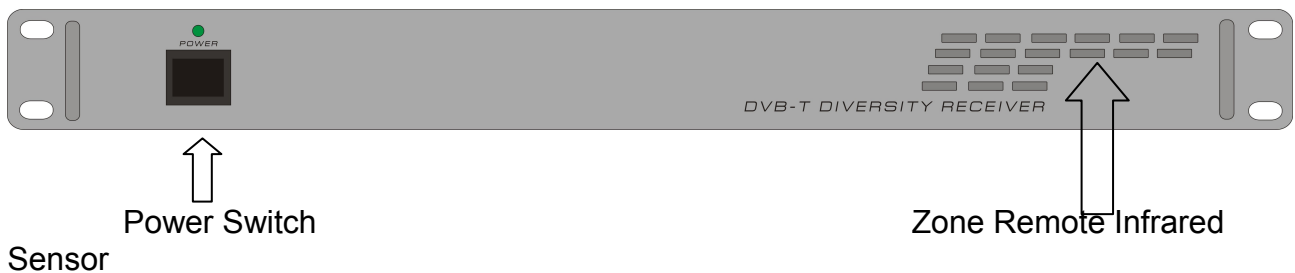 POWER
DVB-T DIVERSITY RECEIVER
Power Switch
Zone Remote Infrared
Sensor